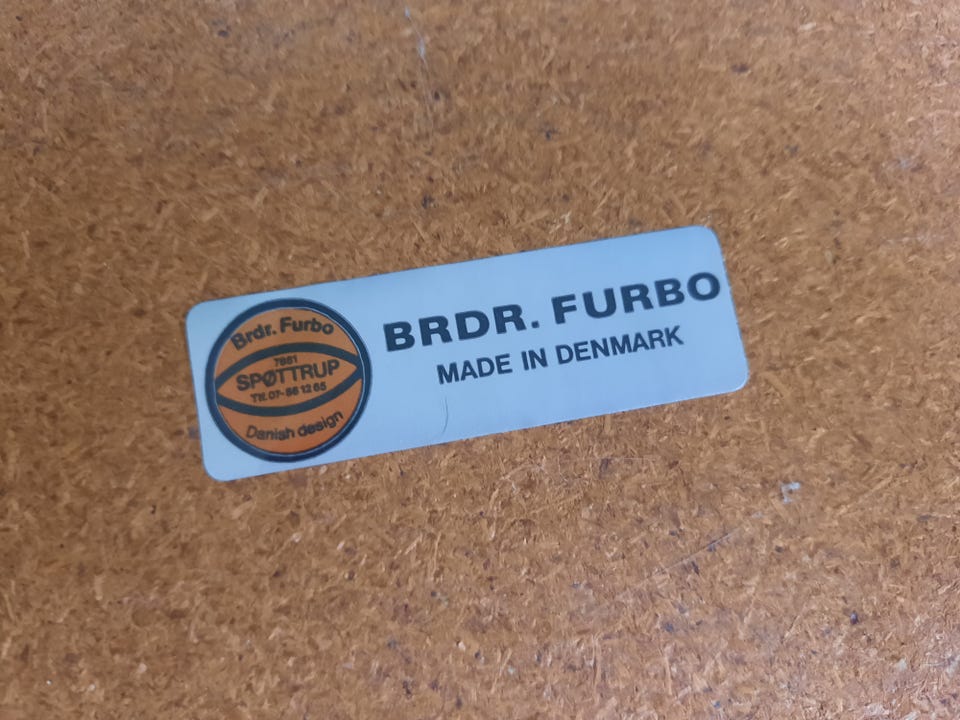 Brdr. Furbo
7861
SPØTTRUP
Tlf. 07-56 12 65
Danish design
BRDR. FURBO
MADE IN DENMARK